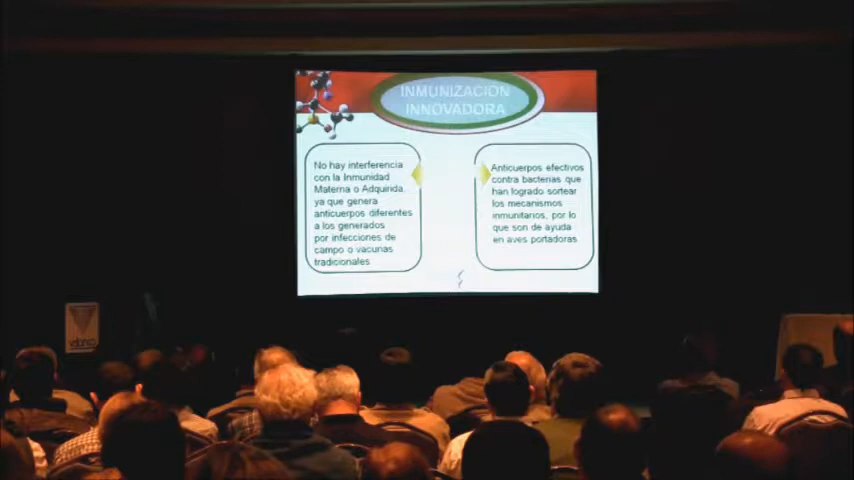 INMUNIZACIÓN
INNOVADORA
No hay interferencia
con la Inmunidad
Materna o Adquirida,
ya que genera
anticuerpos diferentes
a los generados
por infecciones de
campo o vacunas
tradicionales
Anticuerpos efectivos
contra bacterias que
han logrado sortear
los mecanismos
inmunitarios, por lo
que son de ayuda
en aves portadoras